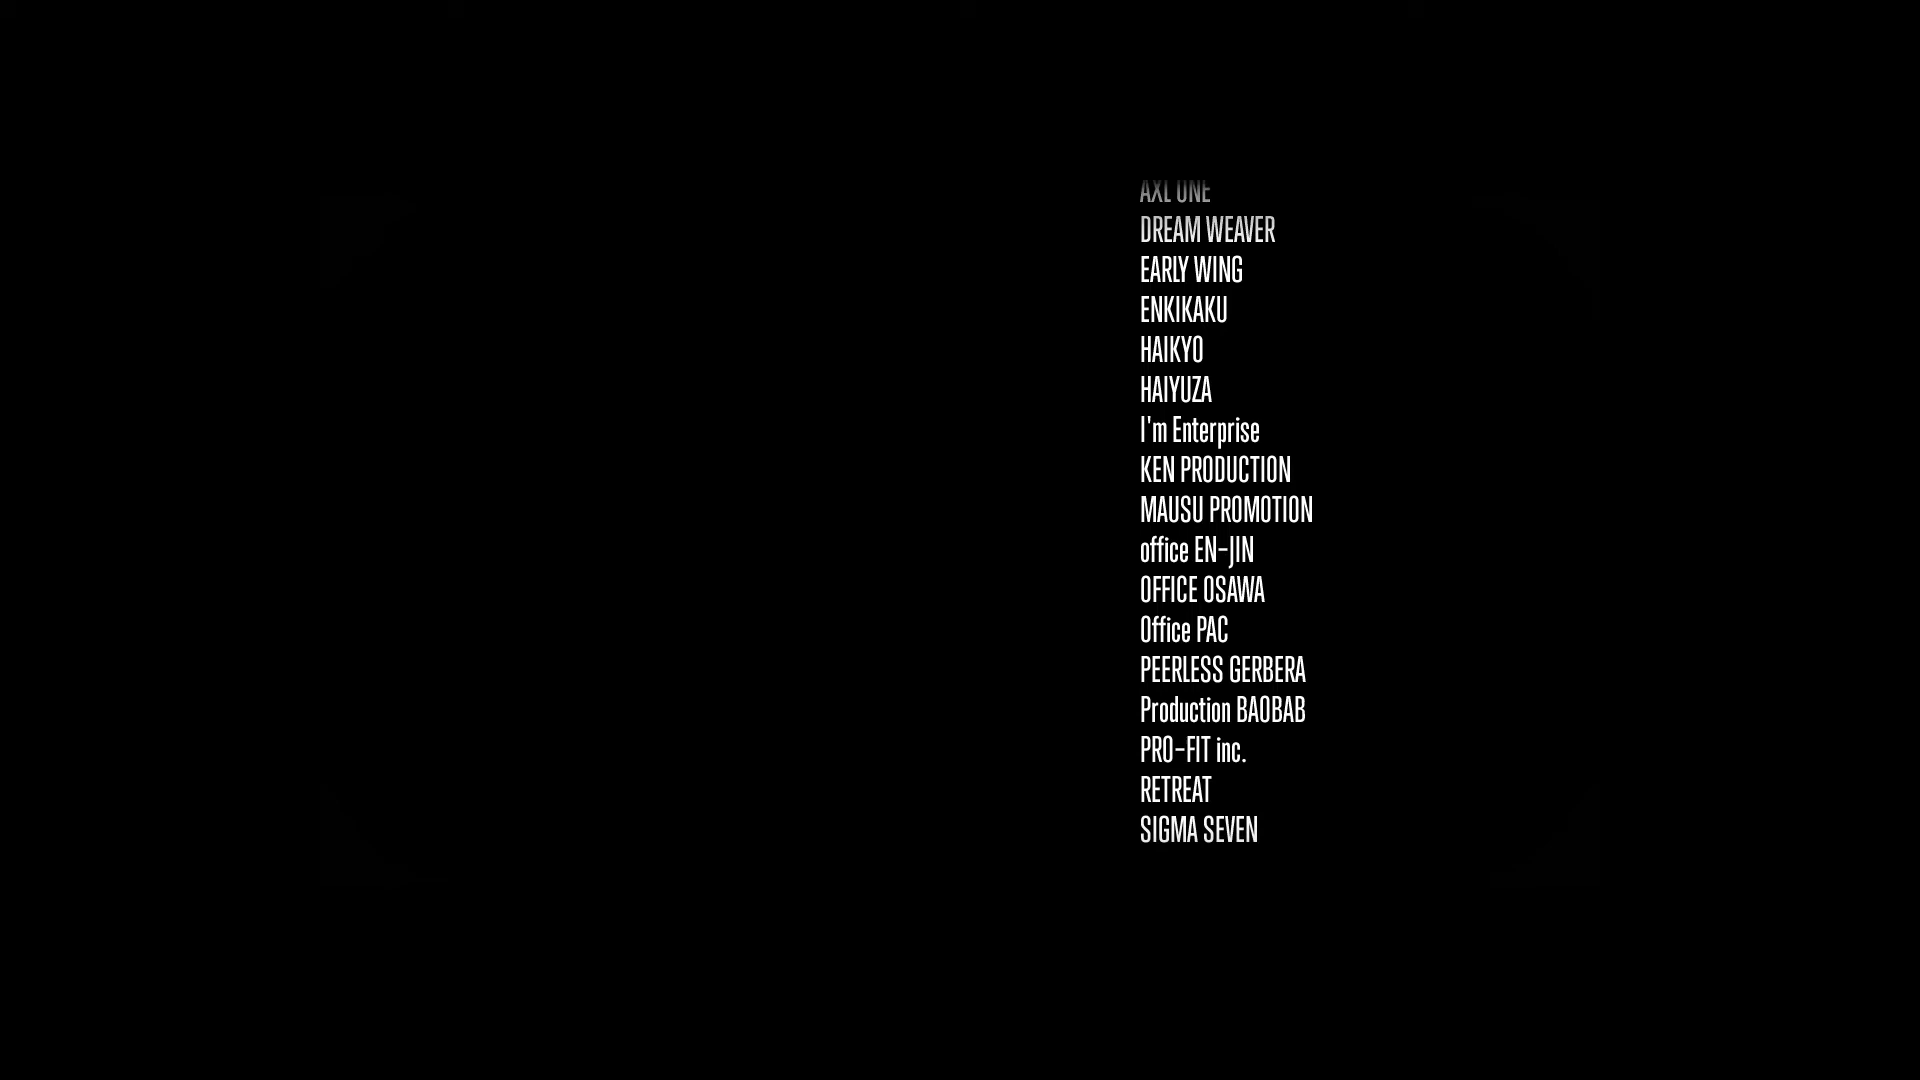 AXL ONE
DREAM WEAVER
EARLY WING
ENKIKAKU
HAIKYO
HAIYUZA
I'm Enterprise
KEN PRODUCTION
MAUSU PROMOTION
office EN-JIN
OFFICE OSAWA
Office PAC
PEERLESS GERBERA
Production BAOBAB
PRO-FIT inc.
RETREAT
SIGMA SEVEN